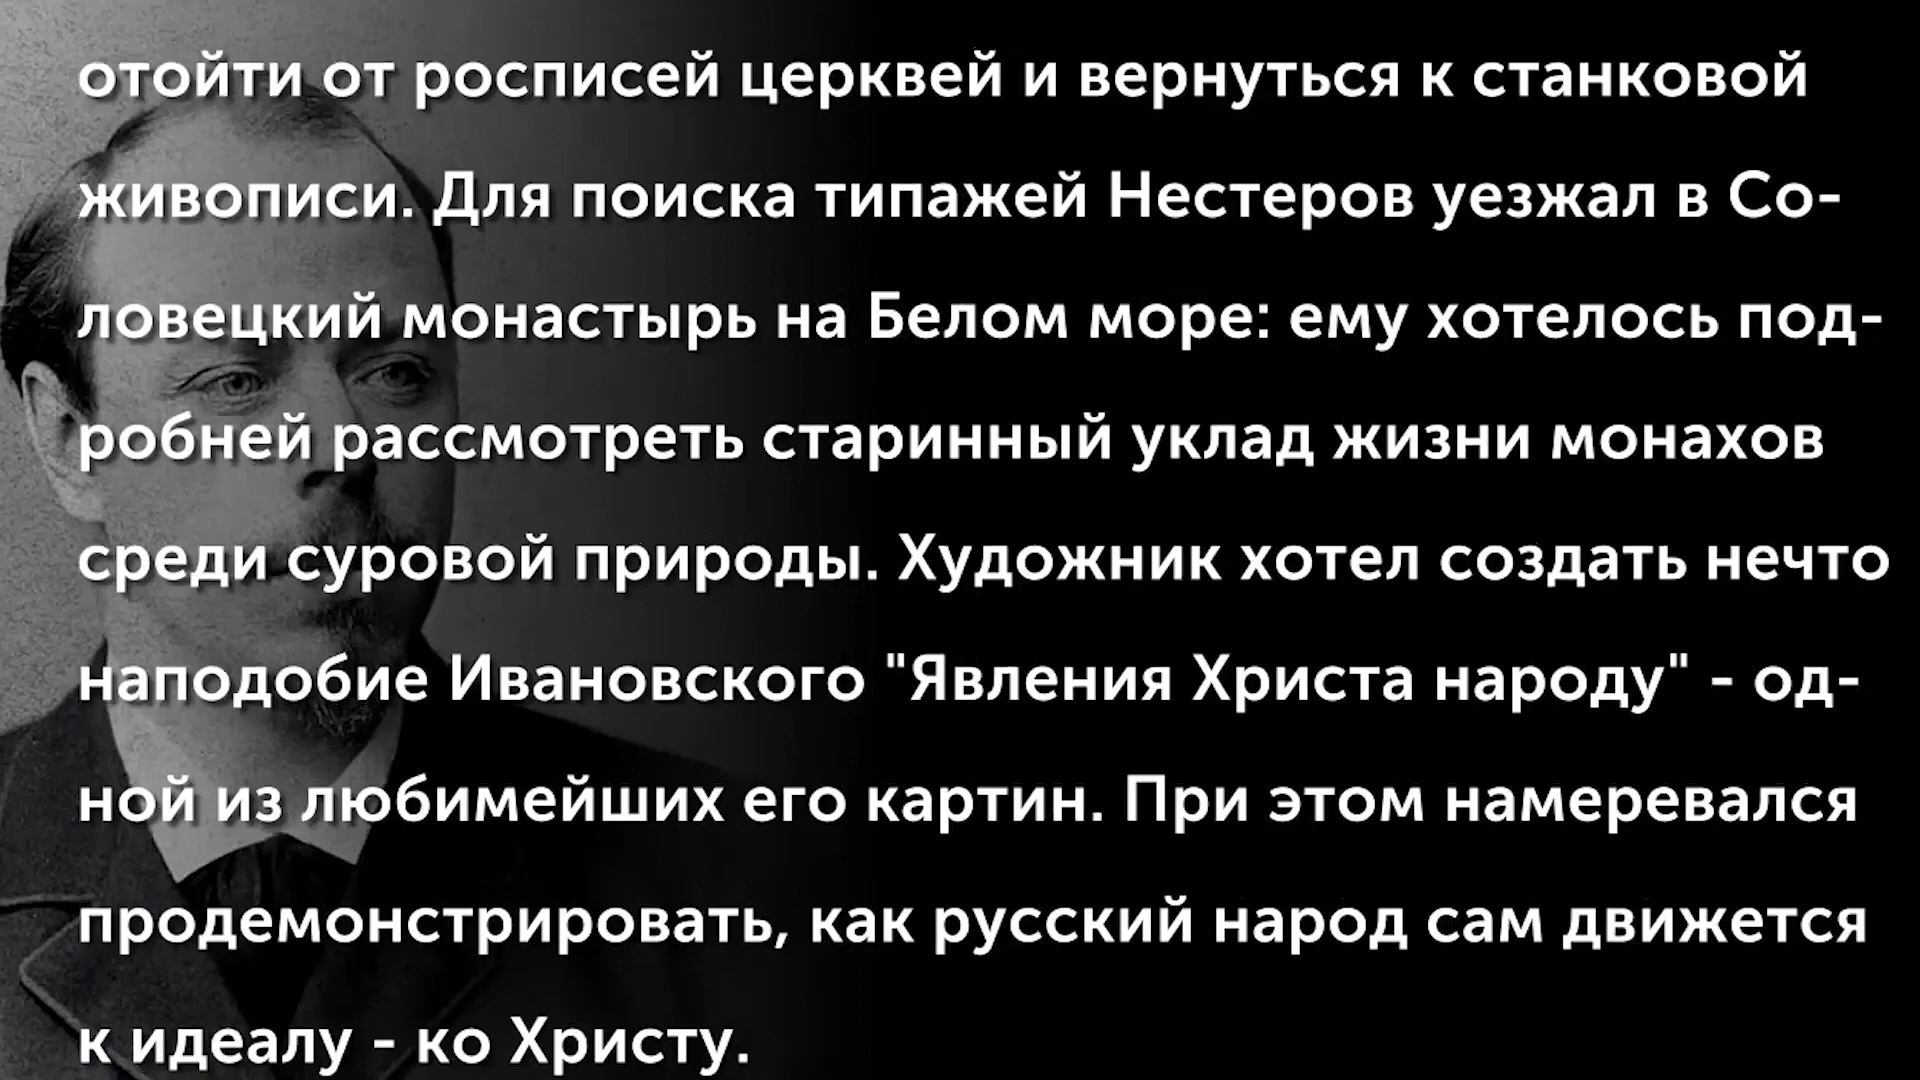 отойти от росписей церквей и вернуться к станковой
живописи. Для поиска типажей Нестеров уезжал в Со-
ловецкий монастырь на Белом море: ему хотелось под-
робней рассмотреть старинный уклад жизни монахов
среди суровой природы. Художник хотел создать нечто
наподобие Ивановского "Явления Христа народу" - од-
ной из любимейших его картин. При этом намеревался
продемонстрировать, как русский народ сам движется
к идеалу - ко Христу.